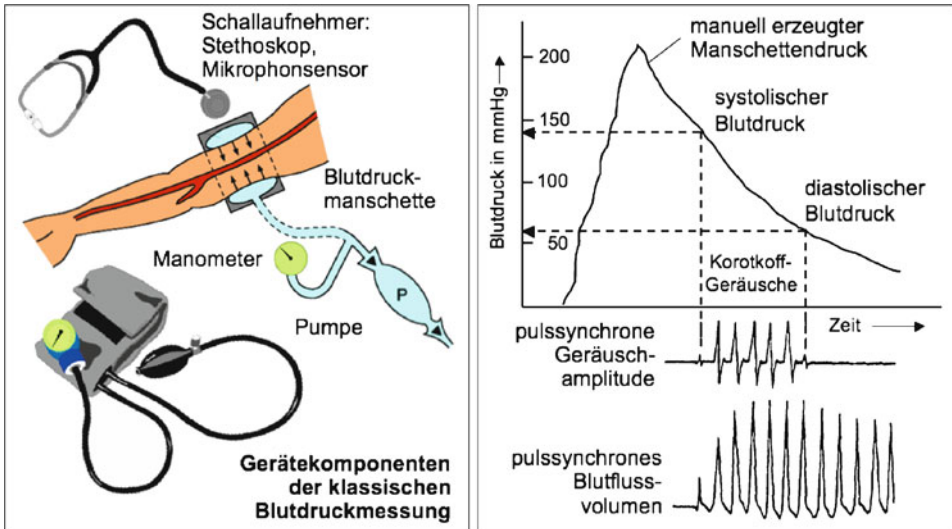 Schallaufnehmer:
Stethoskop,
Mikrophonsensor
Blutdruck-
manschette
Manometer
P
Pumpe
Gerätekomponenten
der klassischen
Blutdruckmessung
Blutdruck in mmHg
200
150
100
50
manuell erzeugter
Manschettendruck
systolischer
Blutdruck
diastolischer
Blutdruck
Korotkoff-
Geräusche
Zeit
pulssynchrone
Geräusch-
amplitude
pulssynchrones
Blutfluss-
volumen